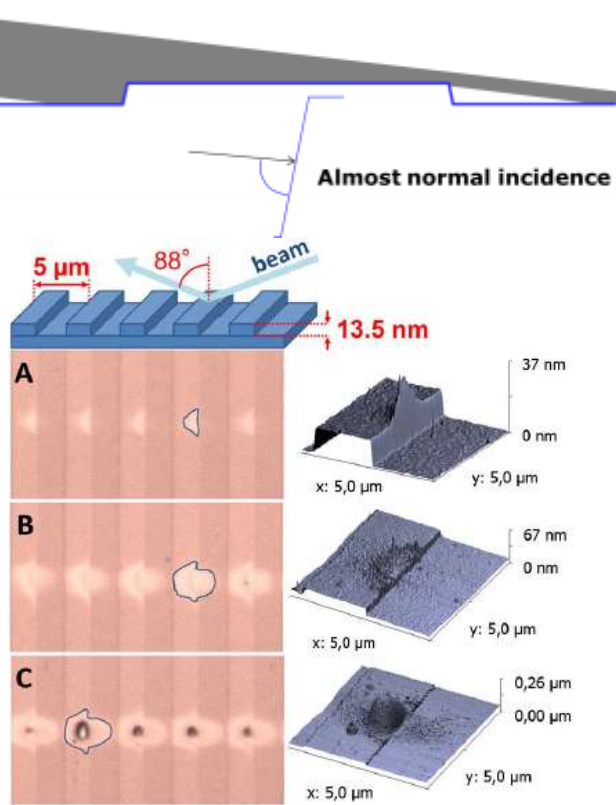 Almost normal incidence
5 µm
88°
beam
13.5 nm
A
37 nm
0 nm
x: 5,0 µm
y: 5,0 µm
B
67 nm
0 nm
x: 5,0 µm
y: 5,0 µm
C
0,26 µm
0,00 µm
x: 5,0 µm
y: 5,0 µm